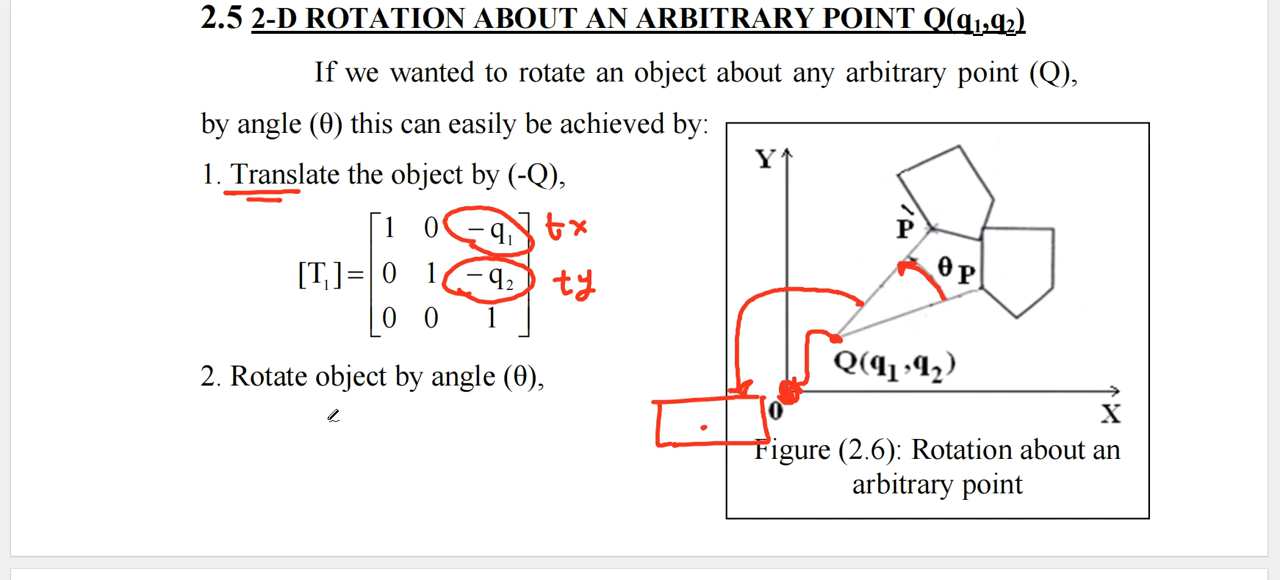 2.5 2-D ROTATION ABOUT AN ARBITRARY POINT Q(q₁,q₂)
If we wanted to rotate an object about any arbitrary point (Q),
by angle (θ) this can easily be achieved by:
1. Translate the object by (-Q),
[T₁]= [1 0 −q₁] tx
[0 1 −q₂] ty
[0 0 1]
2. Rotate object by angle (θ),
Y
P̀
θ P
Q(q₁,q₂)
0
X
Figure (2.6): Rotation about an
arbitrary point